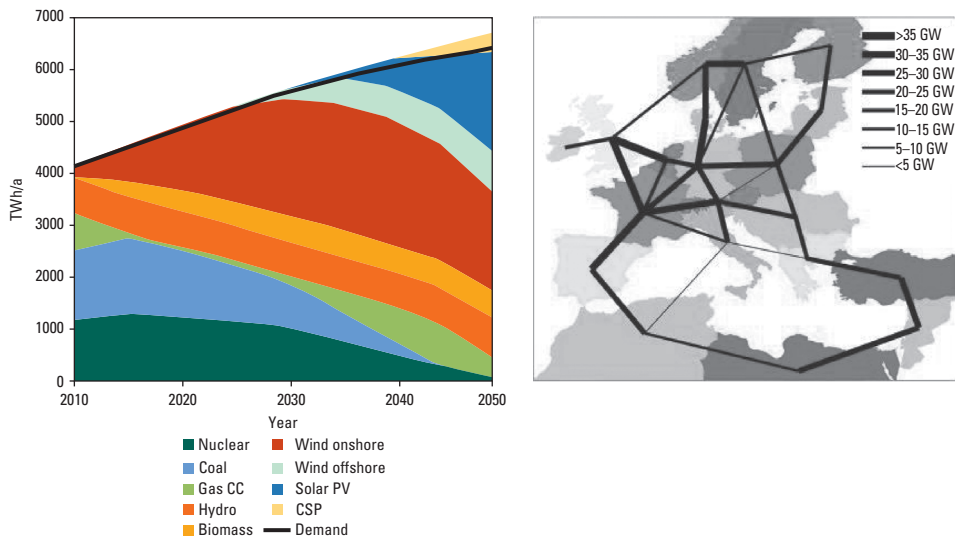 7000
6000
5000
4000
3000
2000
1000
0
TWh/a
2010 2020 2030 2040 2050
Year
Nuclear Wind onshore
Coal Wind offshore
Gas CC Solar PV
Hydro CSP
Biomass Demand
>35 GW
30–35 GW
25–30 GW
20–25 GW
15–20 GW
10–15 GW
5–10 GW
<5 GW